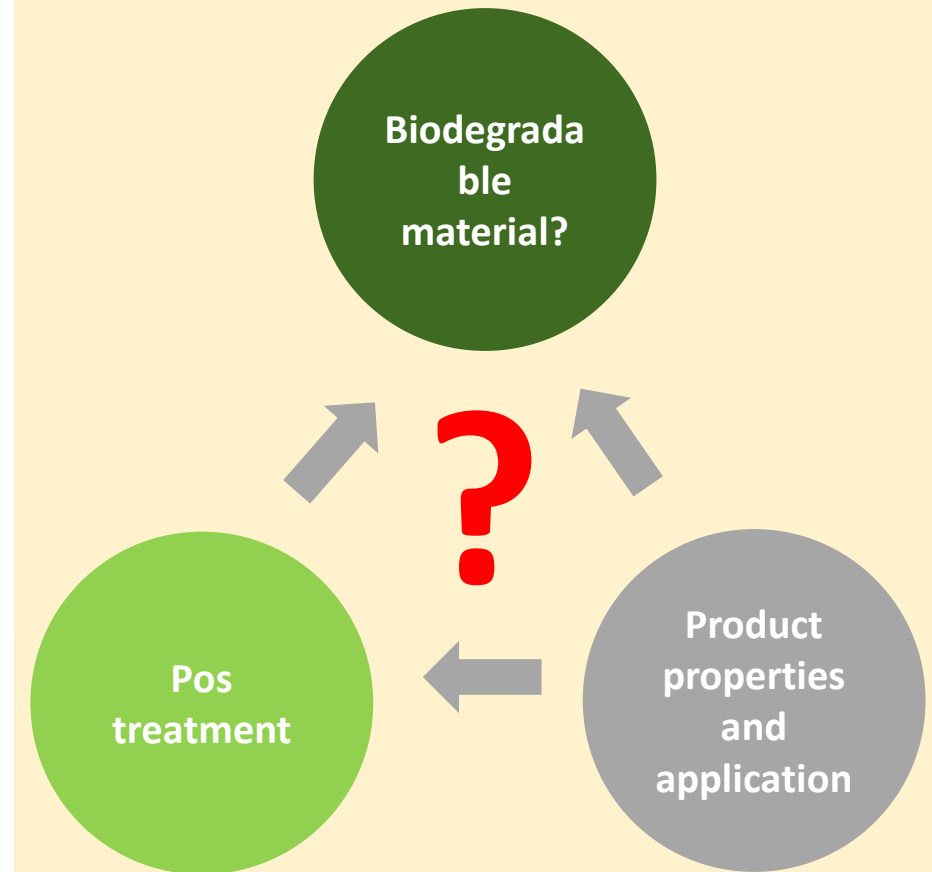 Biodegrada
ble
material?
?
Pos
treatment
Product
properties
and
application